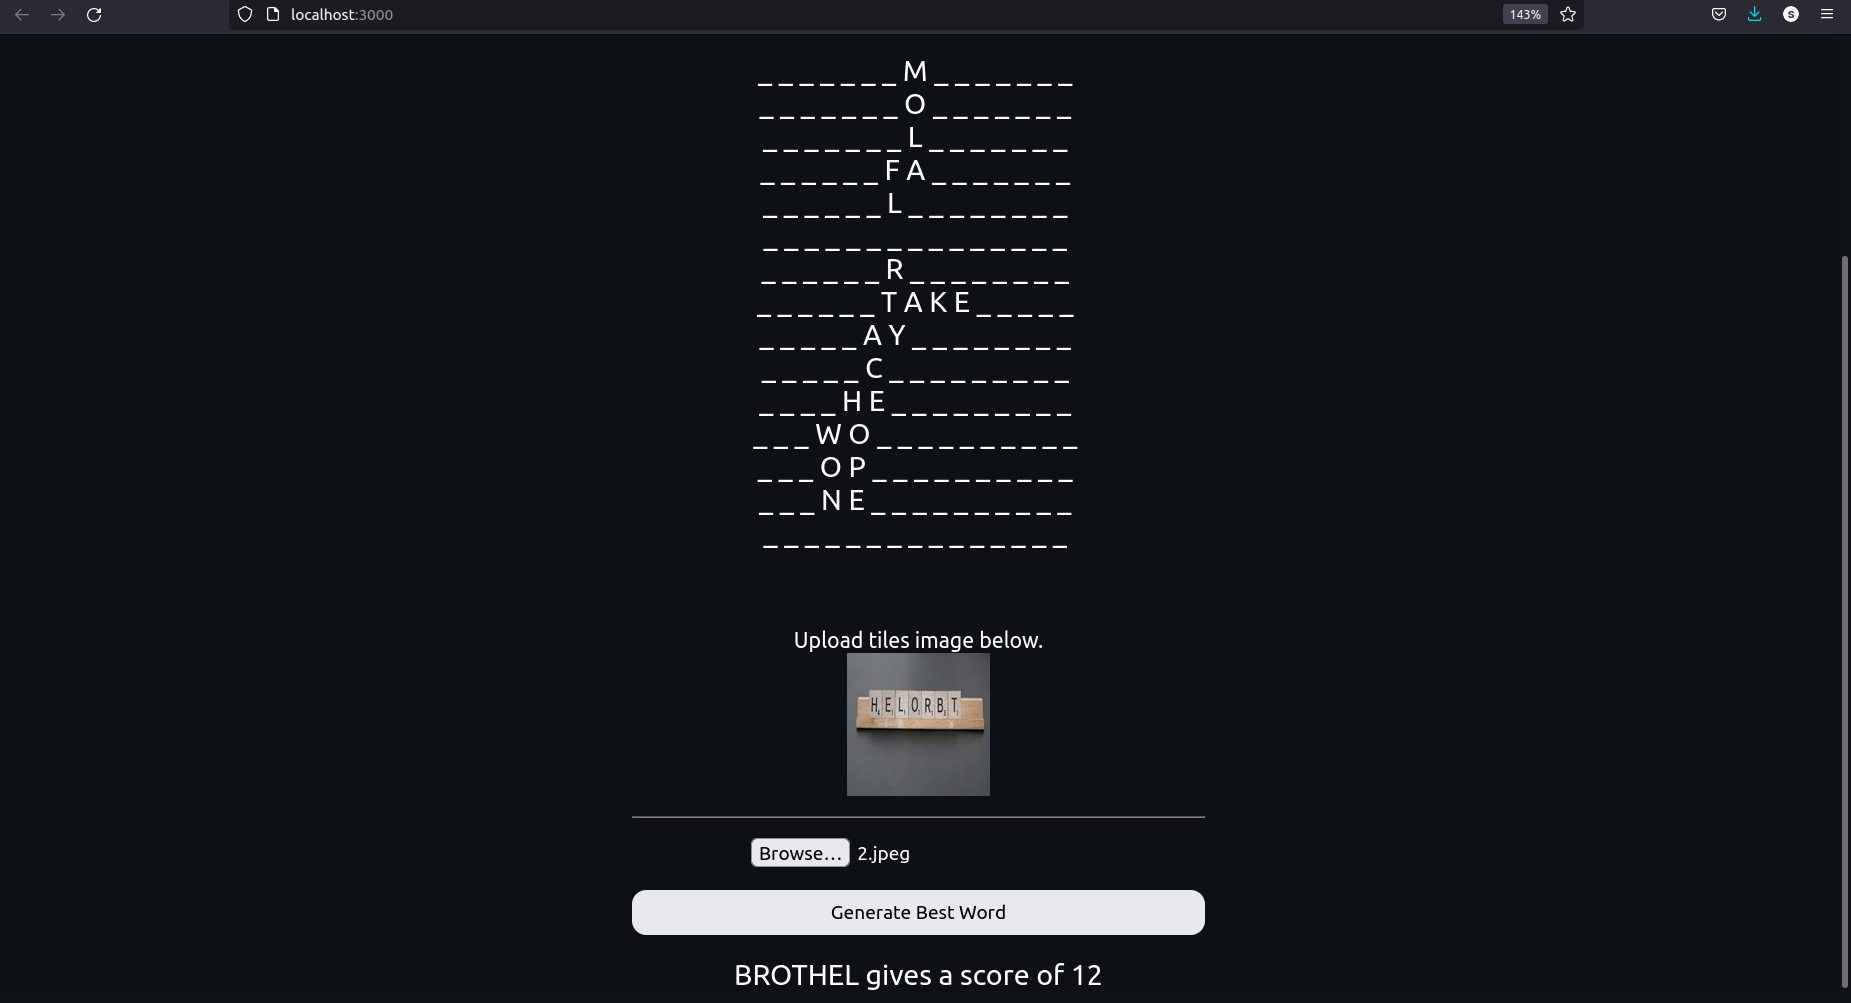 localhost:3000
143%
S
_ _ _ _ _ _ _ M _ _ _ _ _ _ _
_ _ _ _ _ _ _ O _ _ _ _ _ _ _
_ _ _ _ _ _ _ L _ _ _ _ _ _ _
_ _ _ _ _ _ F A _ _ _ _ _ _ _
_ _ _ _ _ _ L _ _ _ _ _ _ _ _
_ _ _ _ _ _ _ _ _ _ _ _ _ _ _
_ _ _ _ _ _ R _ _ _ _ _ _ _ _
_ _ _ _ _ _ T A K E _ _ _ _ _
_ _ _ _ _ A Y _ _ _ _ _ _ _ _
_ _ _ _ _ C _ _ _ _ _ _ _ _ _
_ _ _ _ H E _ _ _ _ _ _ _ _ _
_ _ _ W O _ _ _ _ _ _ _ _ _ _
_ _ _ O P _ _ _ _ _ _ _ _ _ _
_ _ _ N E _ _ _ _ _ _ _ _ _ _
_ _ _ _ _ _ _ _ _ _ _ _ _ _ _
Upload tiles image below.
H E L O R B T
Browse... 2.jpeg
Generate Best Word
BROTHEL gives a score of 12